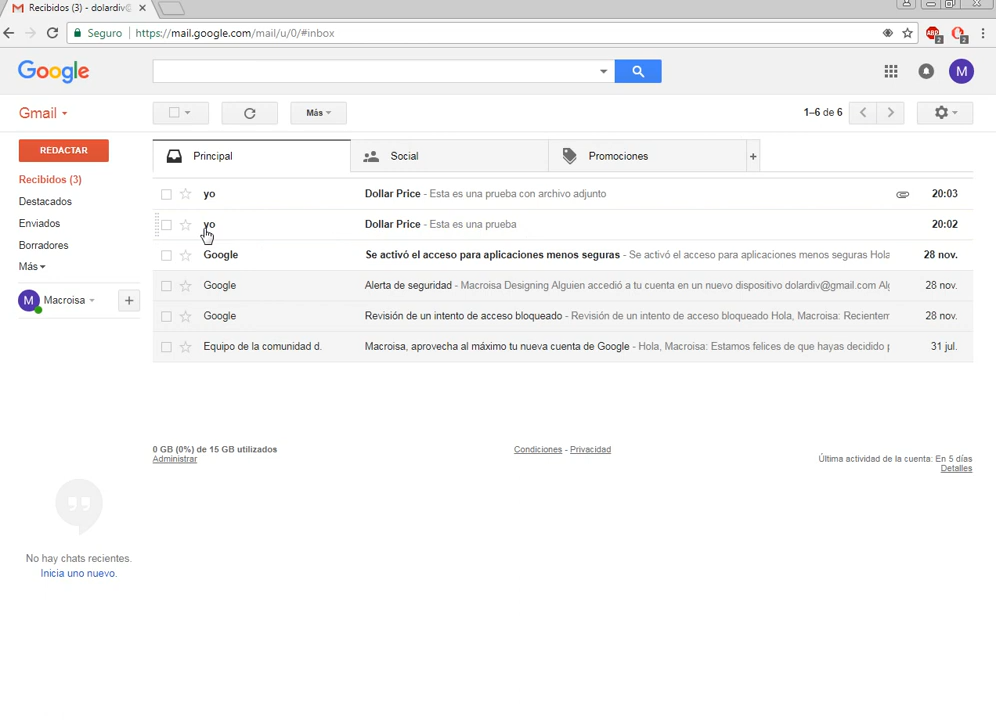 Recibidos (3) - dolardiv@
Seguro | https://mail.google.com/mail/u/0/#inbox
ABP 2 2
Google
M
Gmail
Más
1–6 de 6
REDACTAR
Principal
Social
Promociones
+
Recibidos (3)
Destacados
Enviados
Borradores
Más
Macroisa
+
yo Dollar Price - Esta es una prueba con archivo adjunto 20:03
yo Dollar Price - Esta es una prueba 20:02
Google Se activó el acceso para aplicaciones menos seguras - Se activó el acceso para aplicaciones menos seguras Hola 28 nov.
Google Alerta de seguridad - Macroisa Designing Alguien accedió a tu cuenta en un nuevo dispositivo dolardiv@gmail.com 28 nov.
Google Revisión de un intento de acceso bloqueado - Revisión de un intento de acceso bloqueado Hola, Macroisa: 28 nov.
Equipo de la comunidad d. Macroisa, aprovecha al máximo tu nueva cuenta de Google - Hola, Macroisa: Estamos felices de que hayas decidido 31 jul.
0 GB (0%) de 15 GB utilizados
Administrar
Condiciones - Privacidad
Última actividad de la cuenta: En 5 días
Detalles
No hay chats recientes.
Inicia uno nuevo.